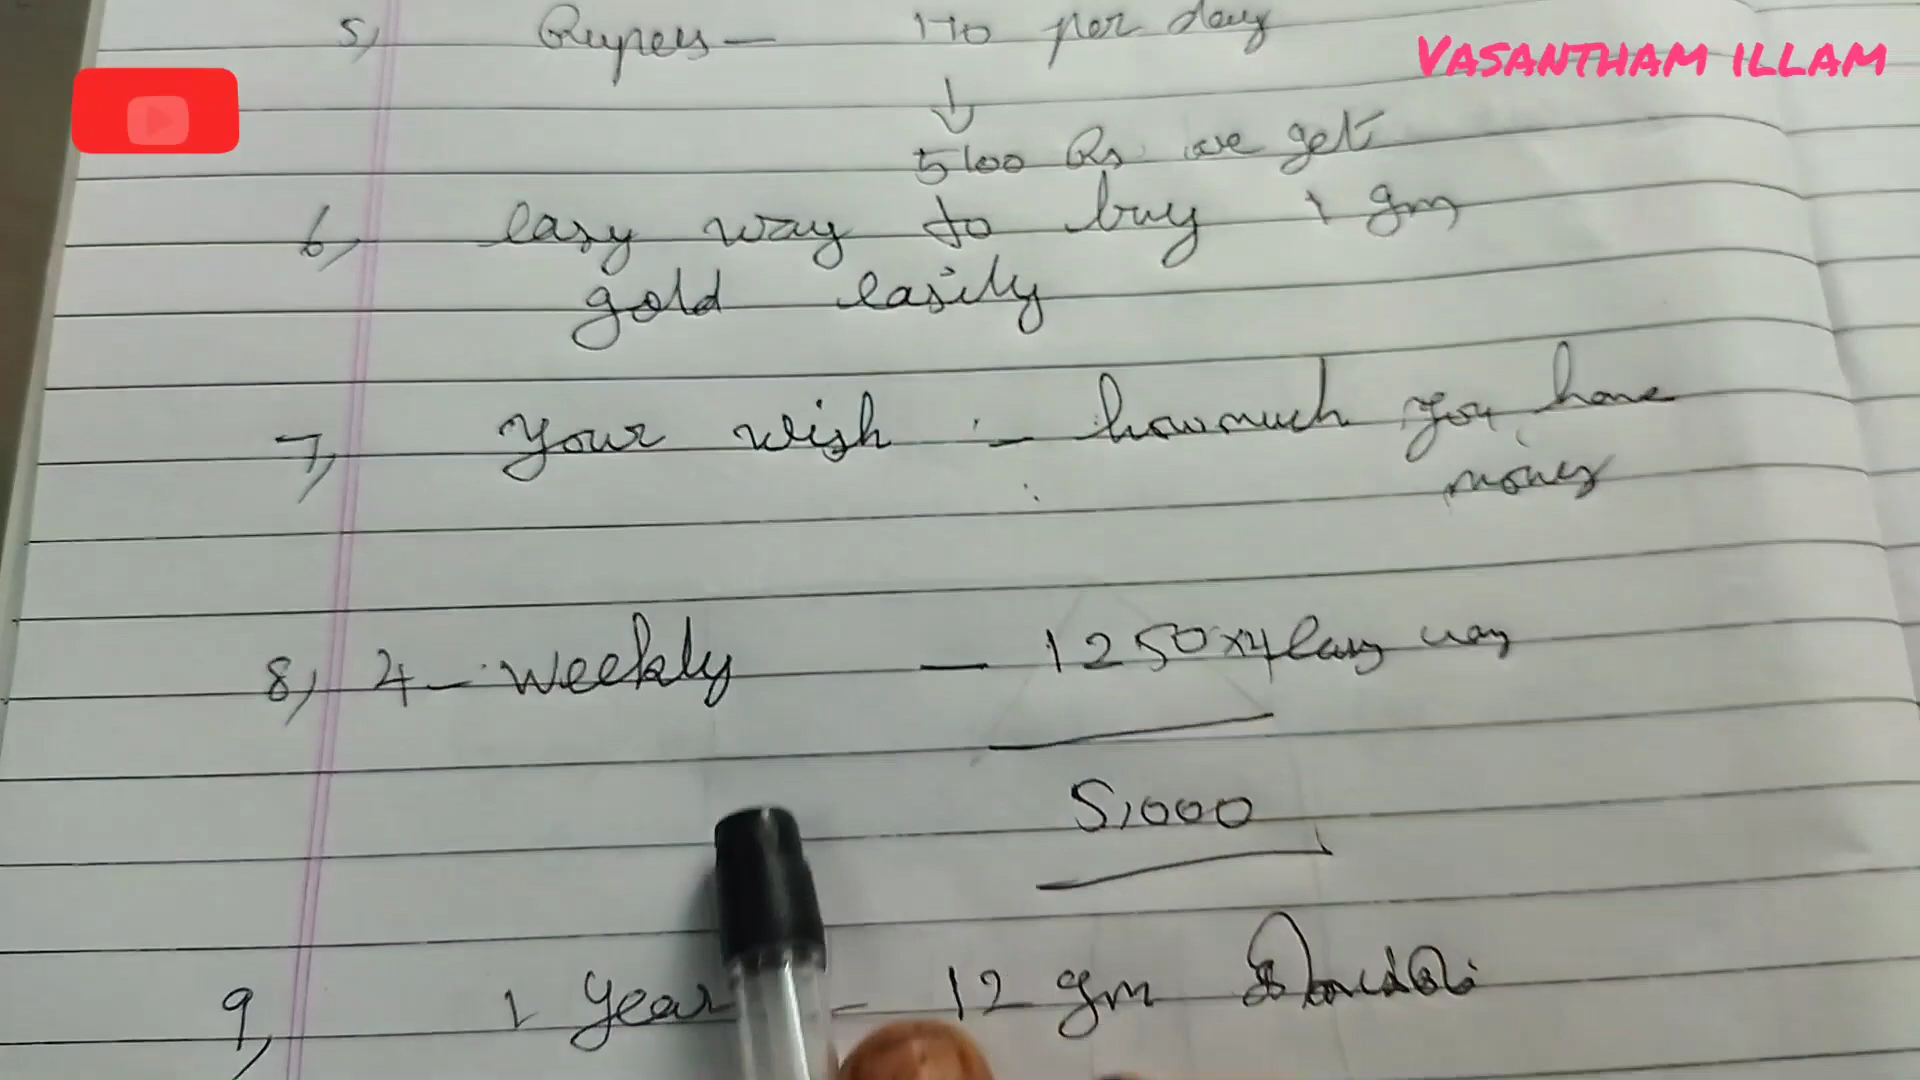 5, Rupees — 170 per day
VASANTHAM ILLAM
↓
5100 Rs we get
6, easy way to buy 1 gm
gold easily
7, Your wish :- howmuch you have
money
8, 4 - weekly — 1250x4 easy way
5,000
9, 1 Year - 12 gm